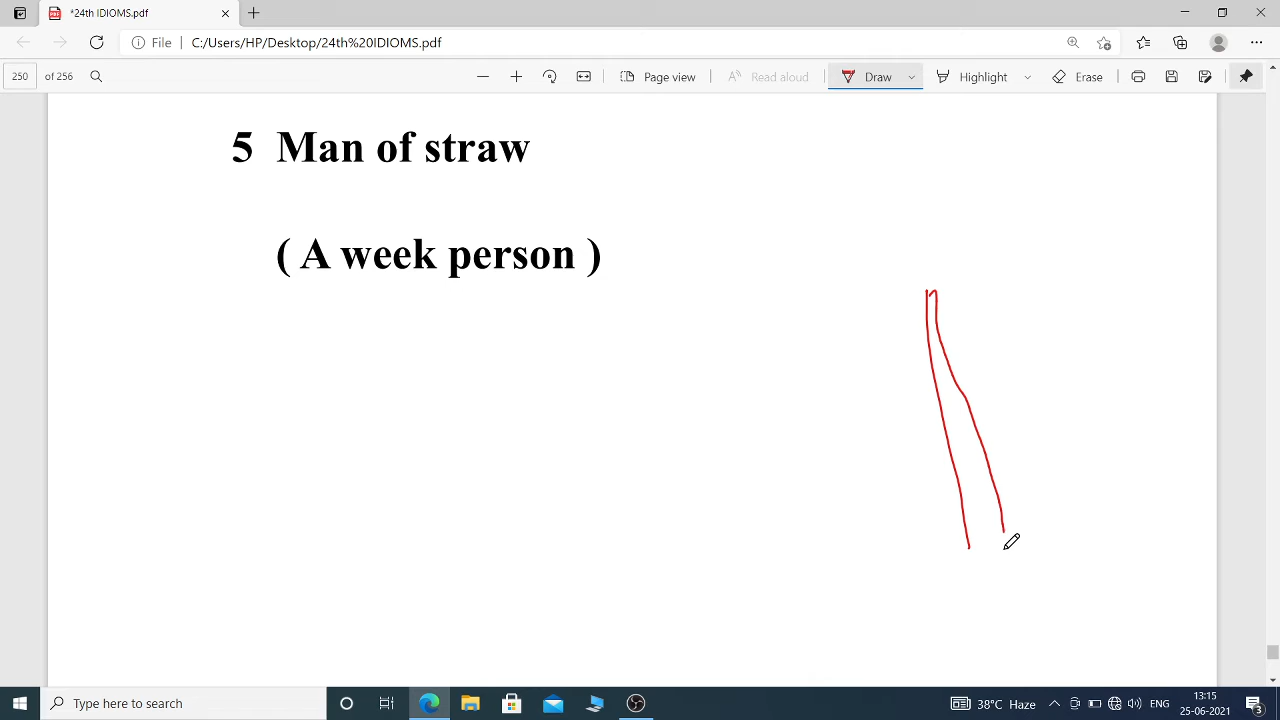 *24th IDIOMS.pdf
File C:/Users/HP/Desktop/24th%20IDIOMS.pdf
250 of 256 Page view Read aloud Draw Highlight Erase
5 Man of straw
( A week person )
Type here to search
38°C Haze ENG 13:15
25-06-2021 3